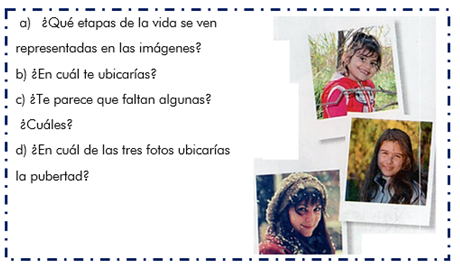 a) ¿Qué etapas de la vida se ven
representadas en las imágenes?
b) ¿En cuál te ubicarías?
c) ¿Te parece que faltan algunas?
¿Cuáles?
d) ¿En cuál de las tres fotos ubicarías
la pubertad?